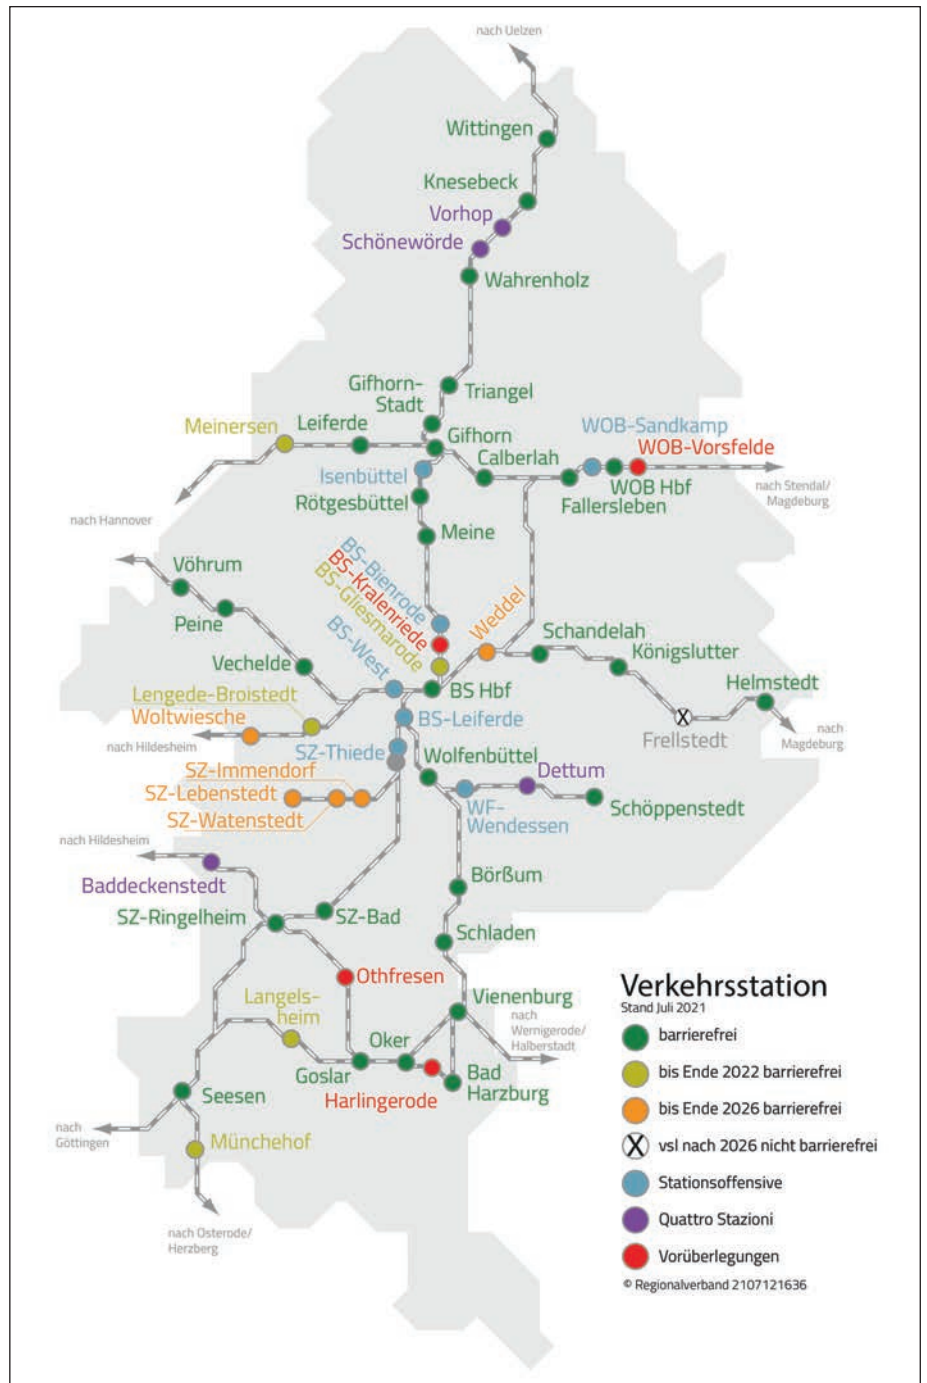 nach Uelzen
Wittingen
Knesebeck
Vorhop
Schönewörde
Wahrenholz
Triangel
Gifhorn-
Stadt
Meinersen
Leiferde
Gifhorn
Calberlah
WOB-Sandkamp
WOB-Vorsfelde
WOB Hbf
Fallersleben
nach Stendal/
Magdeburg
Isenbüttel
Rötgesbüttel
nach Hannover
Meine
Vöhrum
Peine
BS-Bienrode
BS-Kralenriede
BS-Gliesmarode
BS-West
Weddel
Schandelah
Königslutter
Vechelde
BS Hbf
Helmstedt
Lengede-Broistedt
Woltwiesche
nach Hildesheim
BS-Leiferde
Frellstedt
nach
Magdeburg
SZ-Thiede
Wolfenbüttel
SZ-Immendorf
SZ-Lebenstedt
SZ-Watenstedt
Dettum
WF-
Wendessen
Schöppenstedt
nach Hildesheim
Baddeckenstedt
Börßum
SZ-Ringelheim
SZ-Bad
Schladen
Othfresen
Langels-
heim
Vienenburg
nach
Wernigerode/
Halberstadt
Oker
Goslar
Bad
Harzburg
Harlingerode
Seesen
nach
Göttingen
Münchehof
nach Osterode/
Herzberg
Verkehrsstation
Stand Juli 2021
barrierefrei
bis Ende 2022 barrierefrei
bis Ende 2026 barrierefrei
X vsl nach 2026 nicht barrierefrei
Stationsoffensive
Quattro Stazioni
Vorüberlegungen
© Regionalverband 2107121636